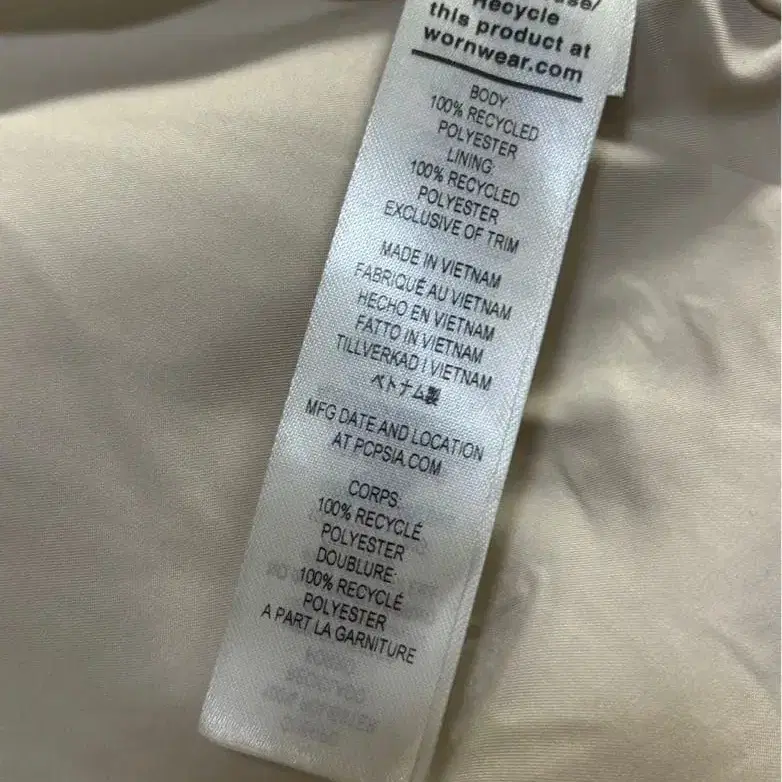 Recycle
this product at
wornwear.com
BODY:
100% RECYCLED
POLYESTER
LINING:
100% RECYCLED
POLYESTER
EXCLUSIVE OF TRIM
MADE IN VIETNAM
FABRIQUÉ AU VIETNAM
HECHO EN VIETNAM
FATTO IN VIETNAM
TILLVERKAD I VIETNAM
ベトナム製
MFG DATE AND LOCATION
AT PCPSIA.COM
CORPS:
100% RECYCLÉ
POLYESTER
DOUBLURE:
100% RECYCLÉ
POLYESTER
A PART LA GARNITURE